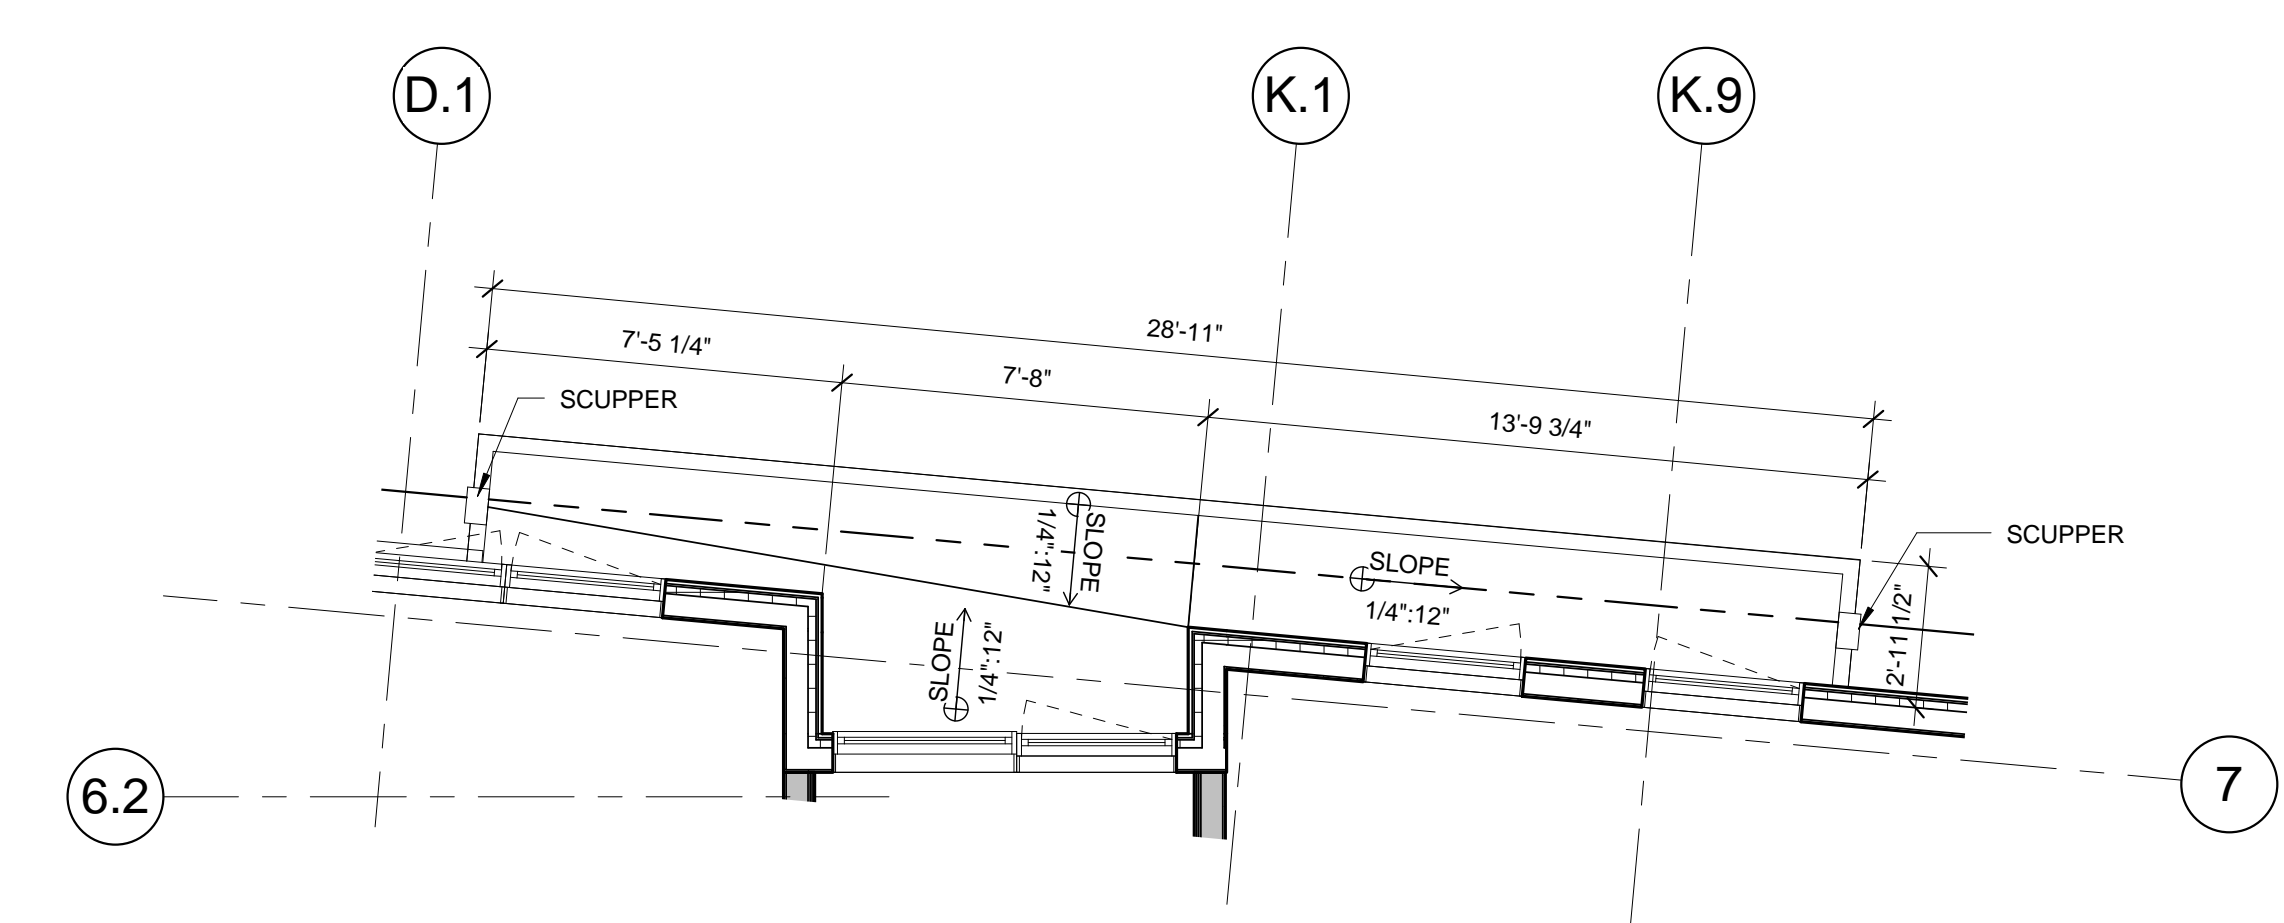 D.1
K.1
K.9
28'-11"
7'-5 1/4"
7'-8"
13'-9 3/4"
SCUPPER
SCUPPER
SLOPE
1/4":12"
SLOPE
1/4":12"
SLOPE
1/4":12"
2'-11 1/2"
6.2
7